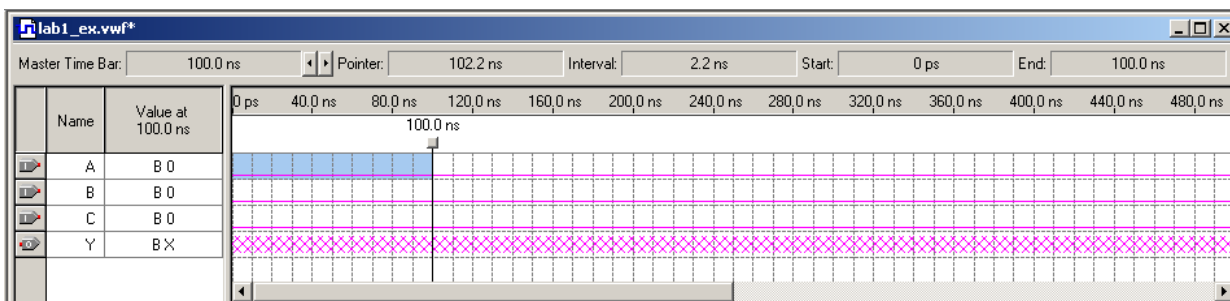 lab1_ex.vwf*
Master Time Bar: 100.0 ns Pointer: 102.2 ns Interval: 2.2 ns Start: 0 ps End: 100.0 ns
Name Value at 100.0 ns 0 ps 40.0 ns 80.0 ns 120.0 ns 160.0 ns 200.0 ns 240.0 ns 280.0 ns 320.0 ns 360.0 ns 400.0 ns 440.0 ns 480.0 ns
100.0 ns
A B 0
B B 0
C B 0
Y B X